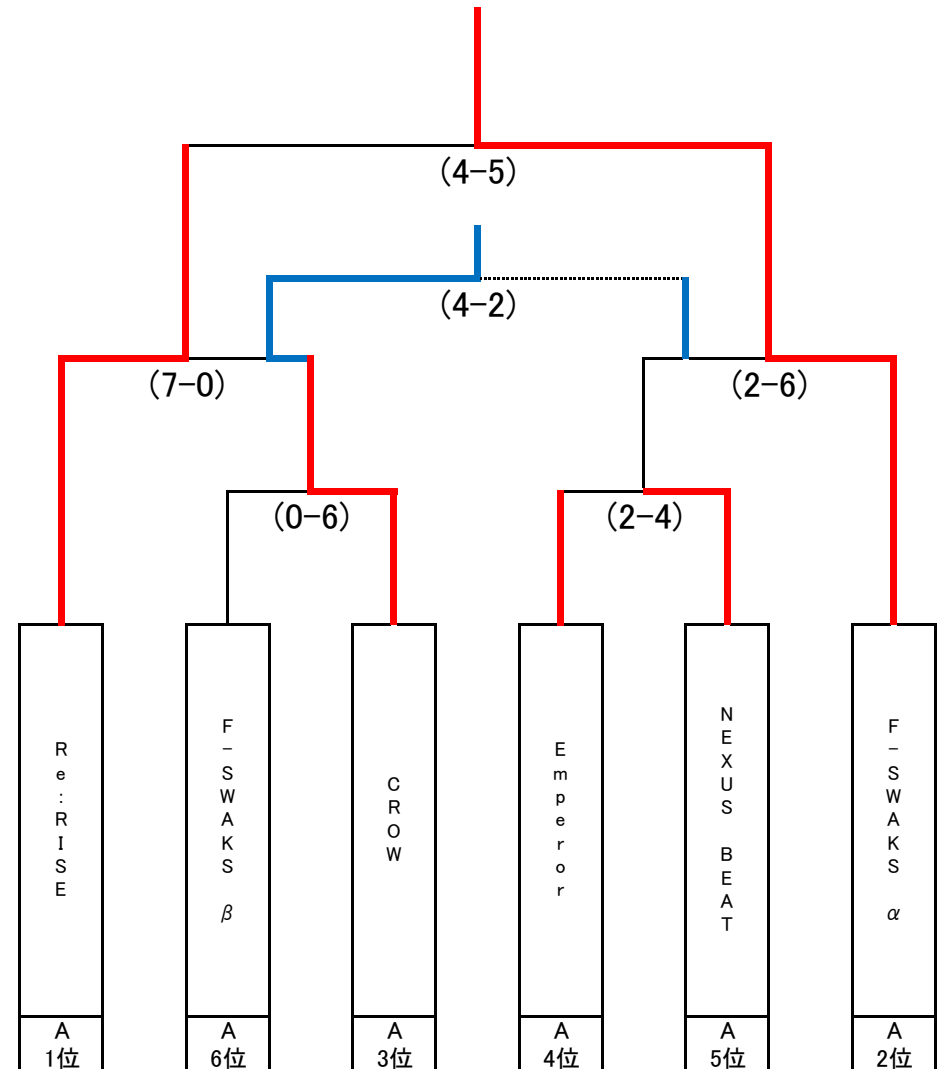 (4-5)
(4-2)
(7-0)
(2-6)
(0-6)
(2-4)
Re:RISE
F-SWAKS β
CROW
Emperor
NEXUS BEAT
F-SWAKS α
A
1位
A
6位
A
3位
A
4位
A
5位
A
2位